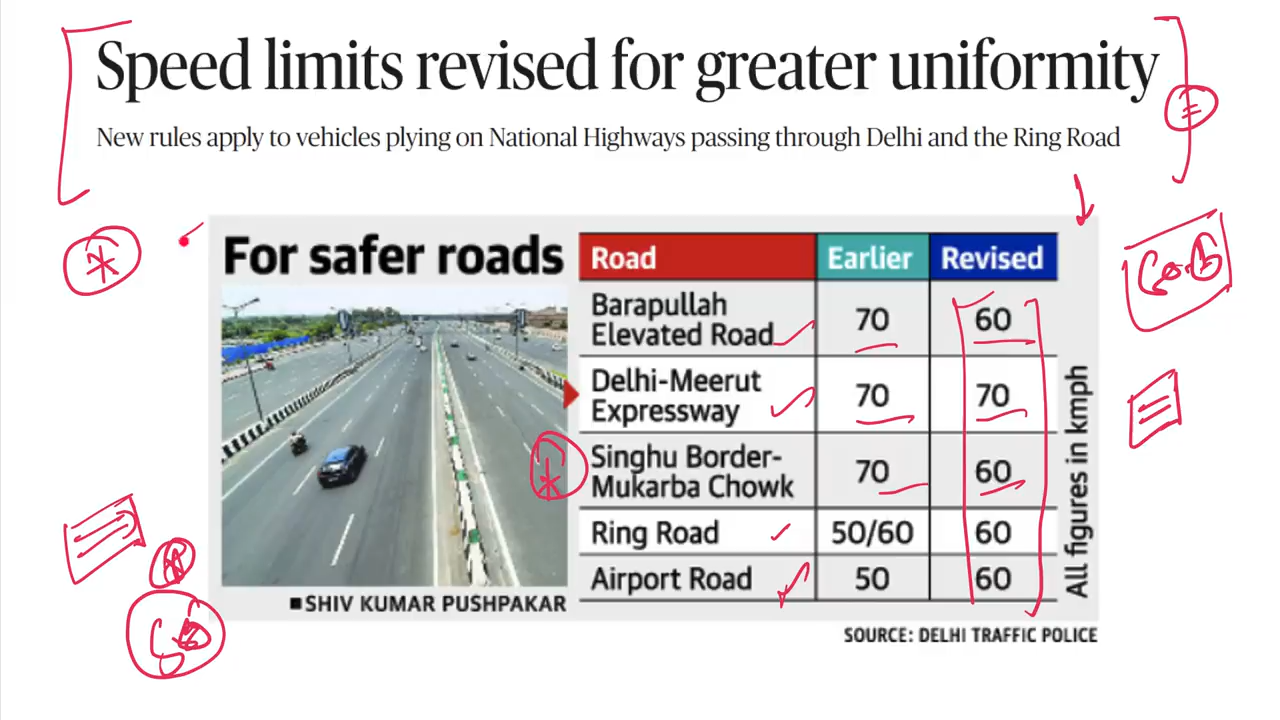 Speed limits revised for greater uniformity
New rules apply to vehicles plying on National Highways passing through Delhi and the Ring Road
For safer roads
Road Earlier Revised
Barapullah
Elevated Road 70 60
Delhi-Meerut
Expressway 70 70
Singhu Border-
Mukarba Chowk 70 60
Ring Road 50/60 60
Airport Road 50 60
All figures in kmph
■SHIV KUMAR PUSHPAKAR
SOURCE: DELHI TRAFFIC POLICE